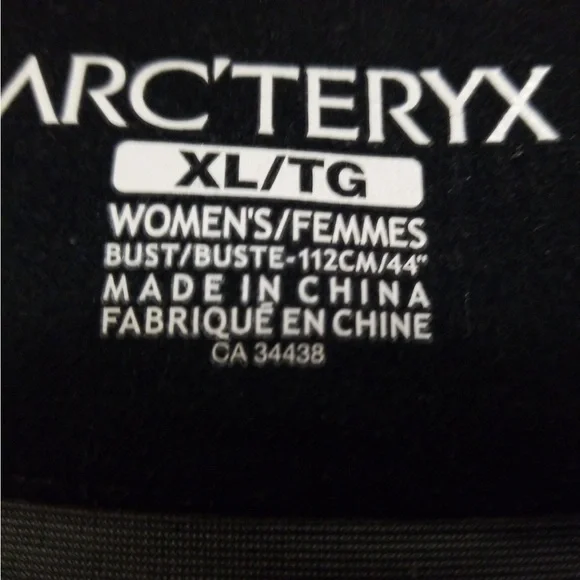 ARC'TERYX
XL/TG
WOMEN'S/FEMMES
BUST/BUSTE-112CM/44"
MADE IN CHINA
FABRIQUÉ EN CHINE
CA 34438